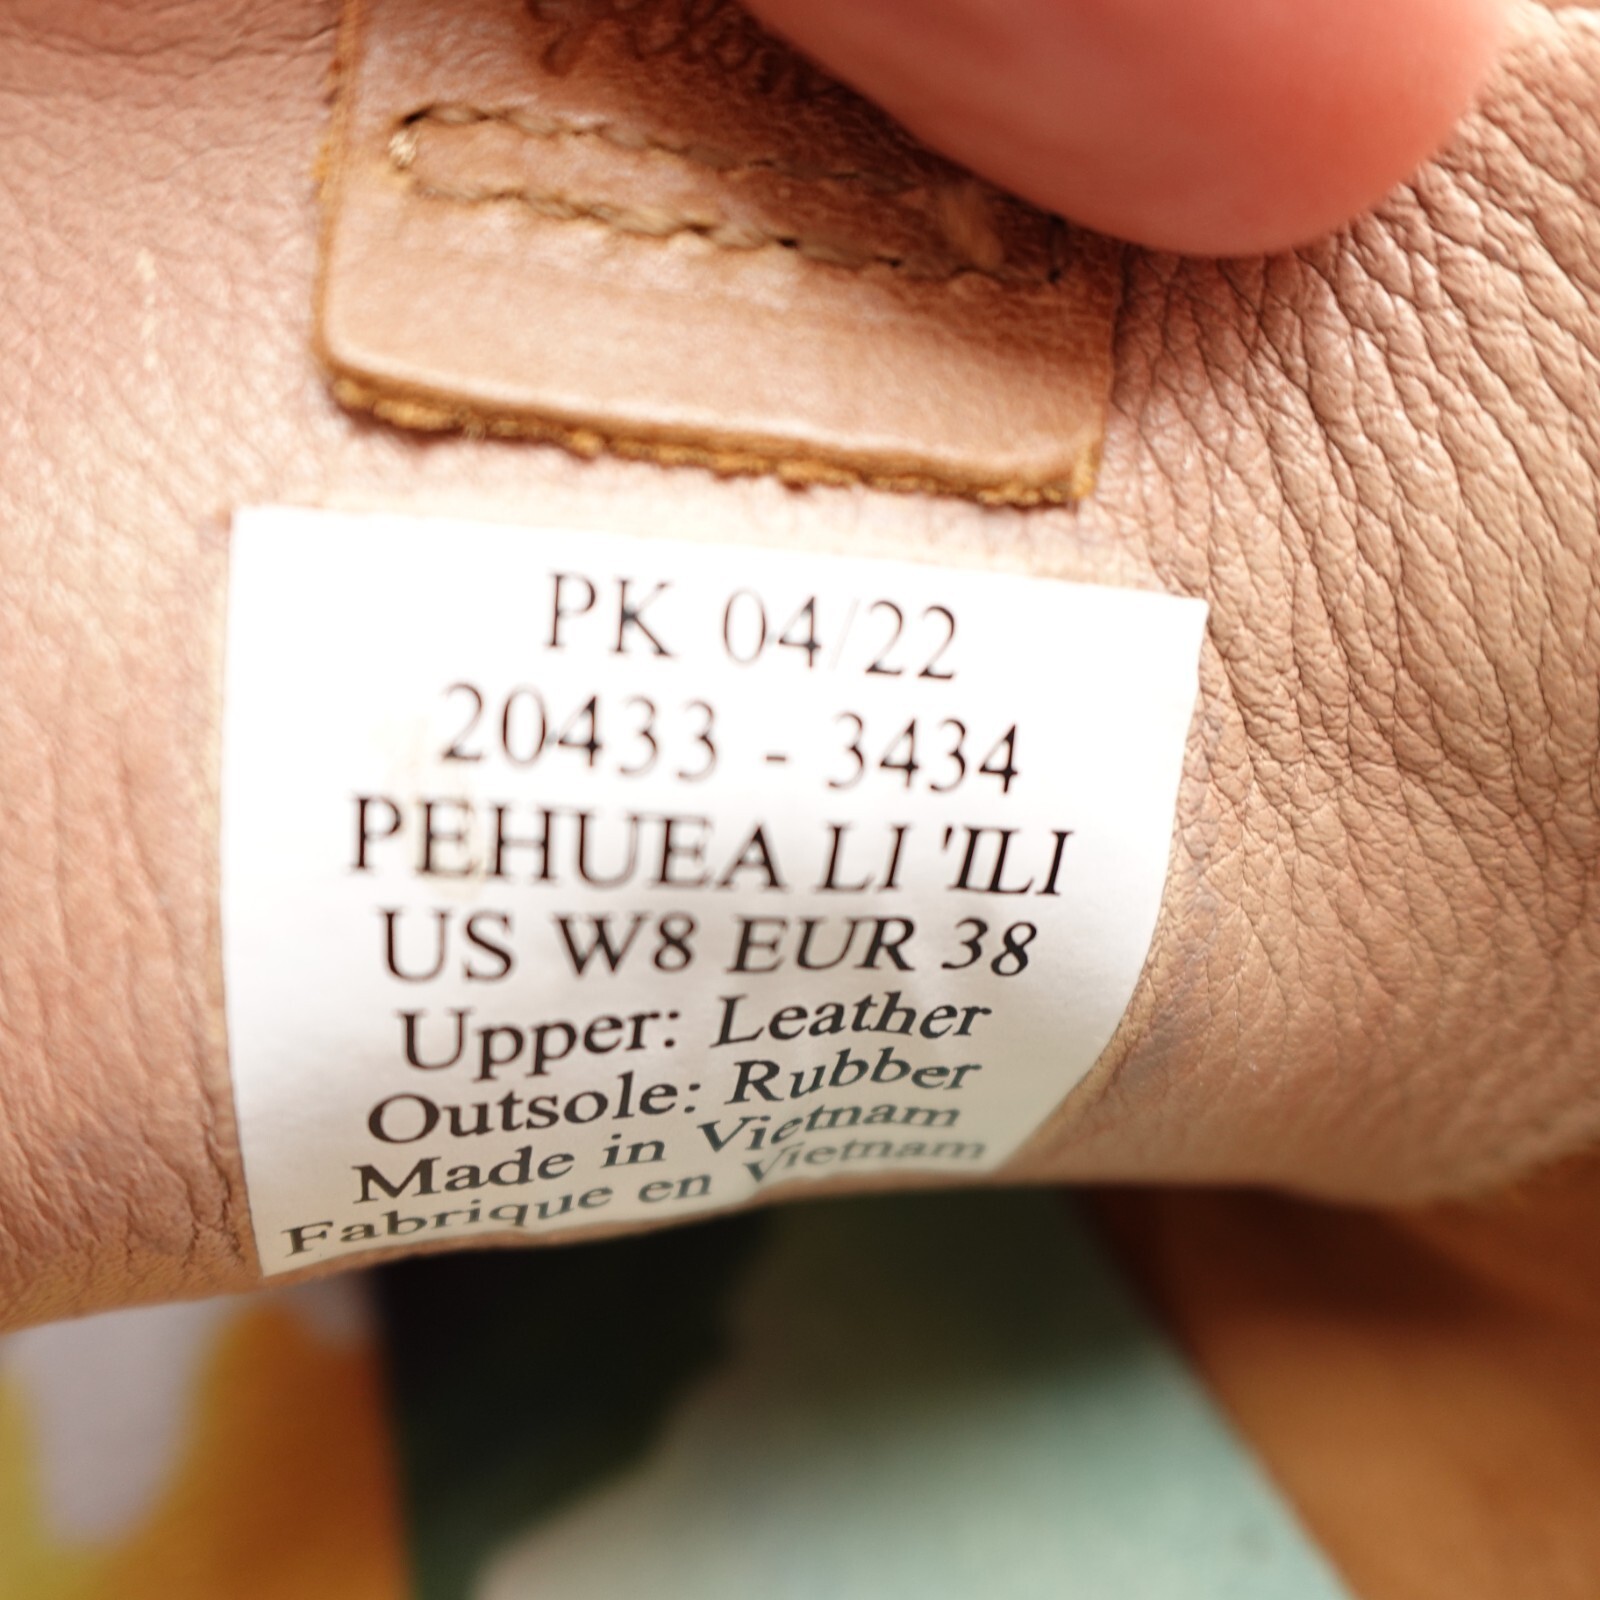 PK 04/22
20433 - 3434
PEHUEA LI 'ILI
US W8 EUR 38
Upper: Leather
Outsole: Rubber
Made in Vietnam
Fabrique en Vietnam